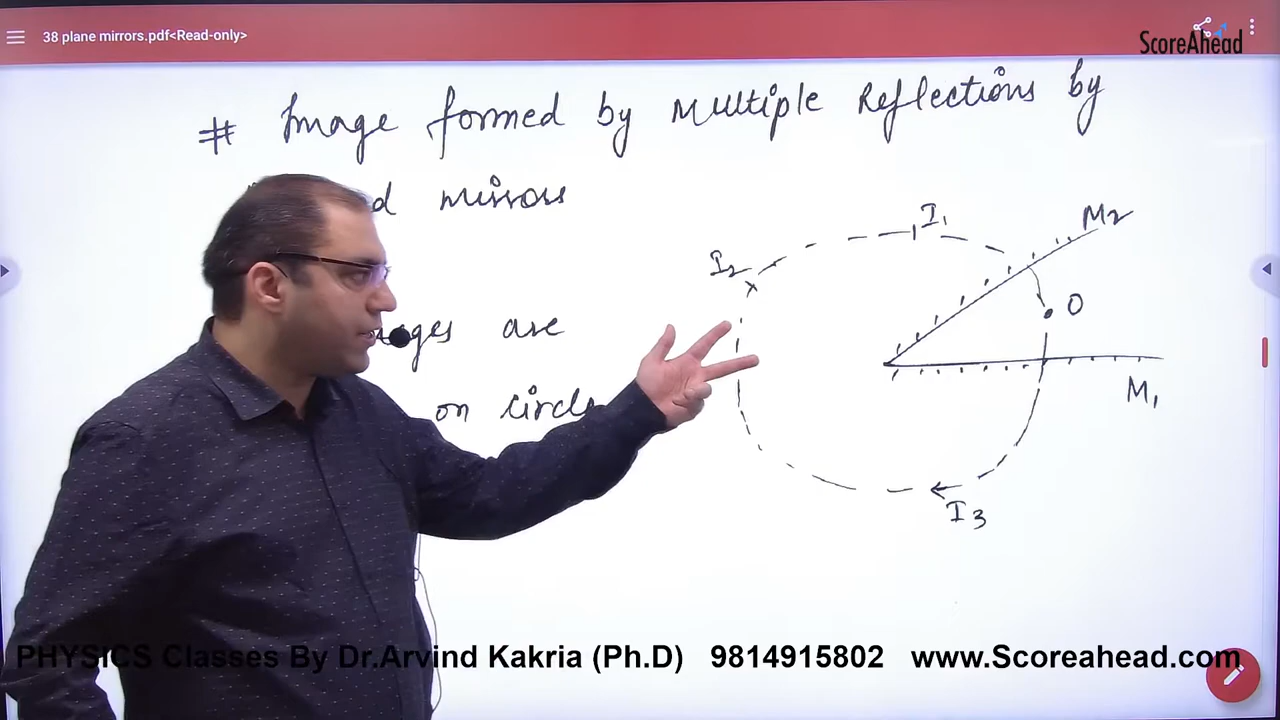 38 plane mirrors.pdf<Read-only>
ScoreAhead
# Image formed by Multiple Reflections by
mirrors
are
on circle
I1
M2
I2
O
M1
I3
PHYSICS Classes By Dr.Arvind Kakria (Ph.D) 9814915802 www.Scoreahead.com